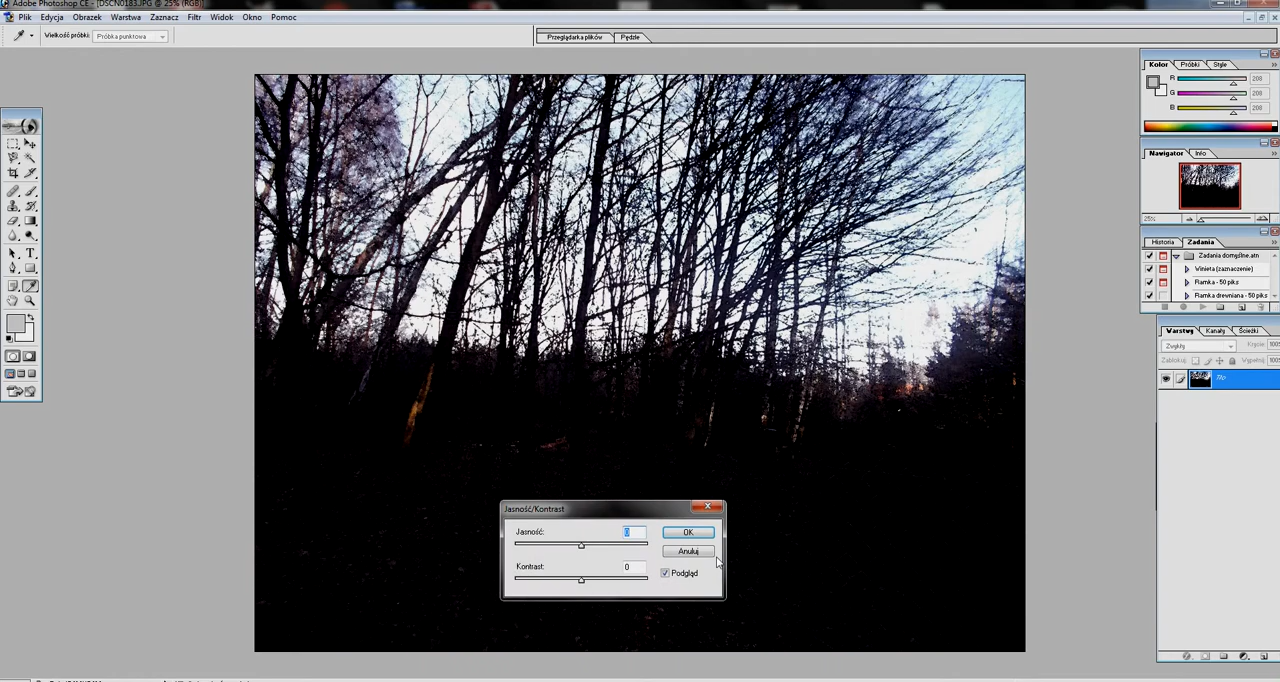 Adobe Photoshop CE - [DSCN0183.JPG @ 25% (RGB)]
Plik Edycja Obrazek Warstwa Zaznacz Filtr Widok Okno Pomoc
Wielkość próbki: Próbka punktowa Przeglądarka plików Pędzle
Kolor Próbki Style
R 208
G 208
B 208
Navigator Info
25%
Historia Zadania
Zadania domyślne.atn
Winieta (zaznaczenie)
Ramka - 50 piks
Ramka drewniana - 50 piks
Warstwy Kanały Ścieżki
Zwykły Krycie: 100%
Zablokuj: Wypełnij: 100%
Tło
Jasność/Kontrast
Jasność: 0 OK
Anuluj
Kontrast: 0 Podgląd